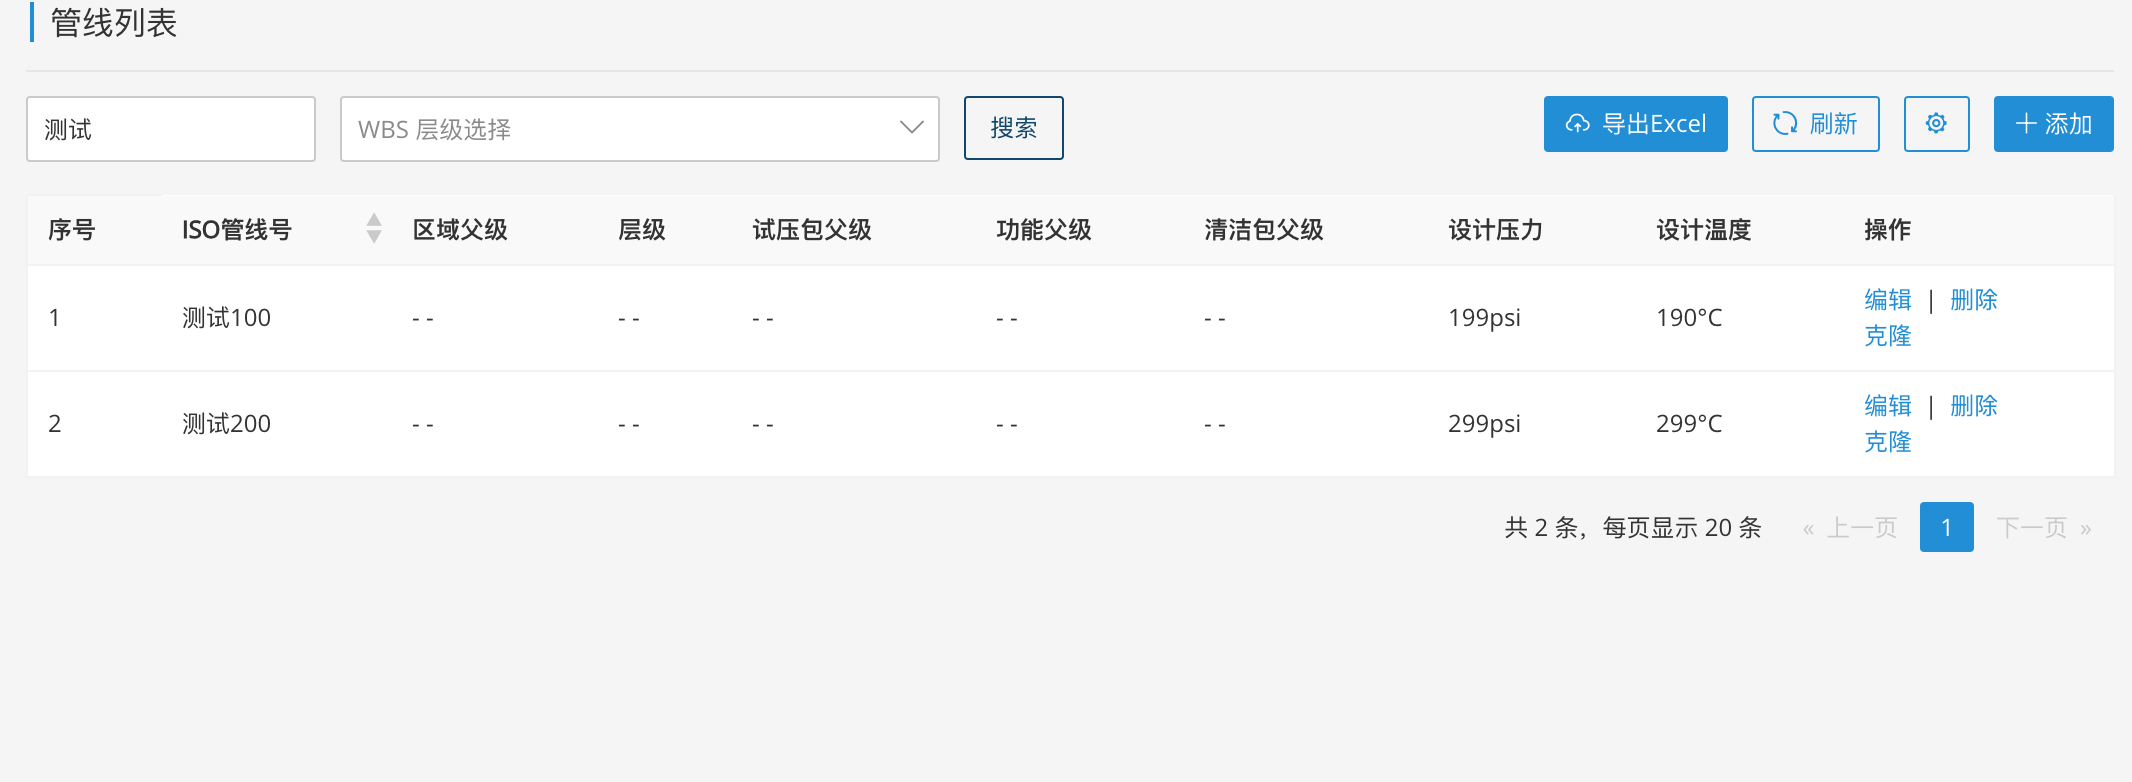 管线列表
测试 WBS 层级选择 搜索 导出Excel 刷新 添加
序号 ISO管线号 区域父级 层级 试压包父级 功能父级 清洁包父级 设计压力 设计温度 操作
1 测试100 - - - - - - - - - - 199psi 190°C 编辑 | 删除
克隆
2 测试200 - - - - - - - - - - 299psi 299°C 编辑 | 删除
克隆
共 2 条，每页显示 20 条 « 上一页 1 下一页 »